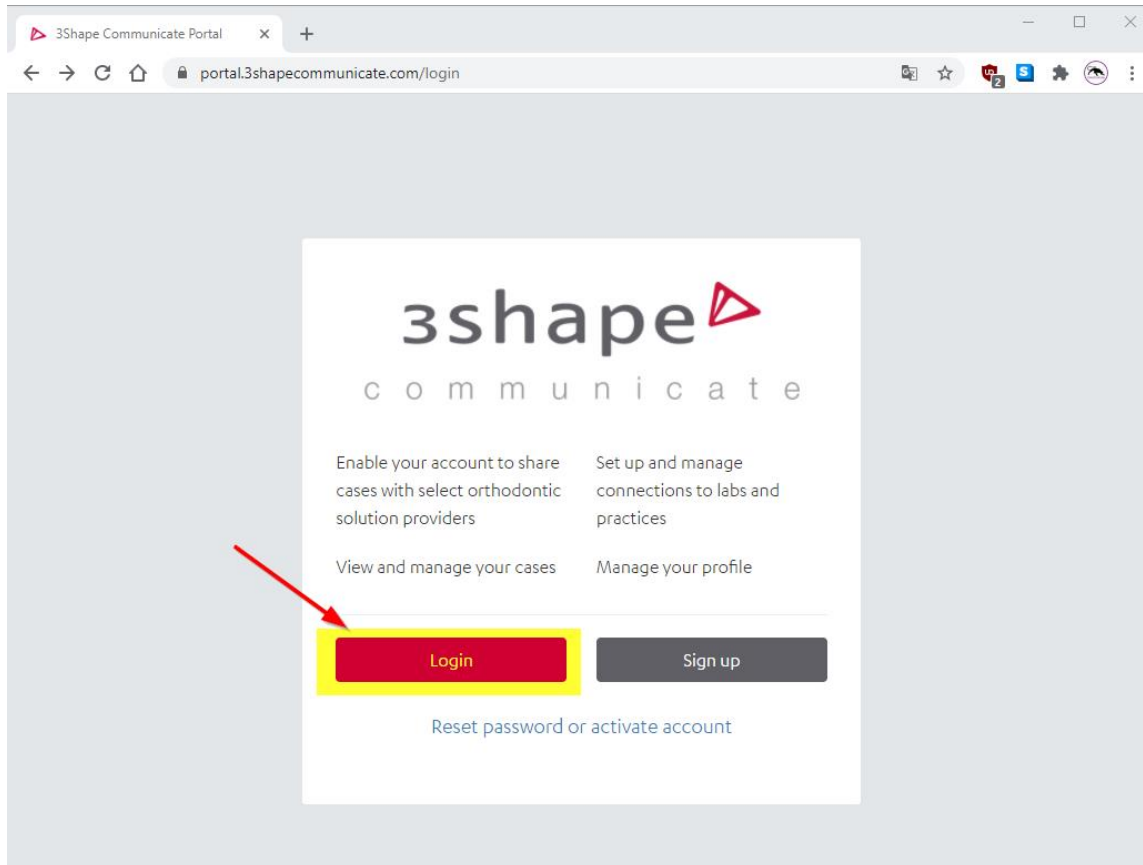 3Shape Communicate Portal
portal.3shapecommunicate.com/login
2
S
3shape
communicate
Enable your account to share
cases with select orthodontic
solution providers
Set up and manage
connections to labs and
practices
View and manage your cases
Manage your profile
Login
Sign up
Reset password or activate account